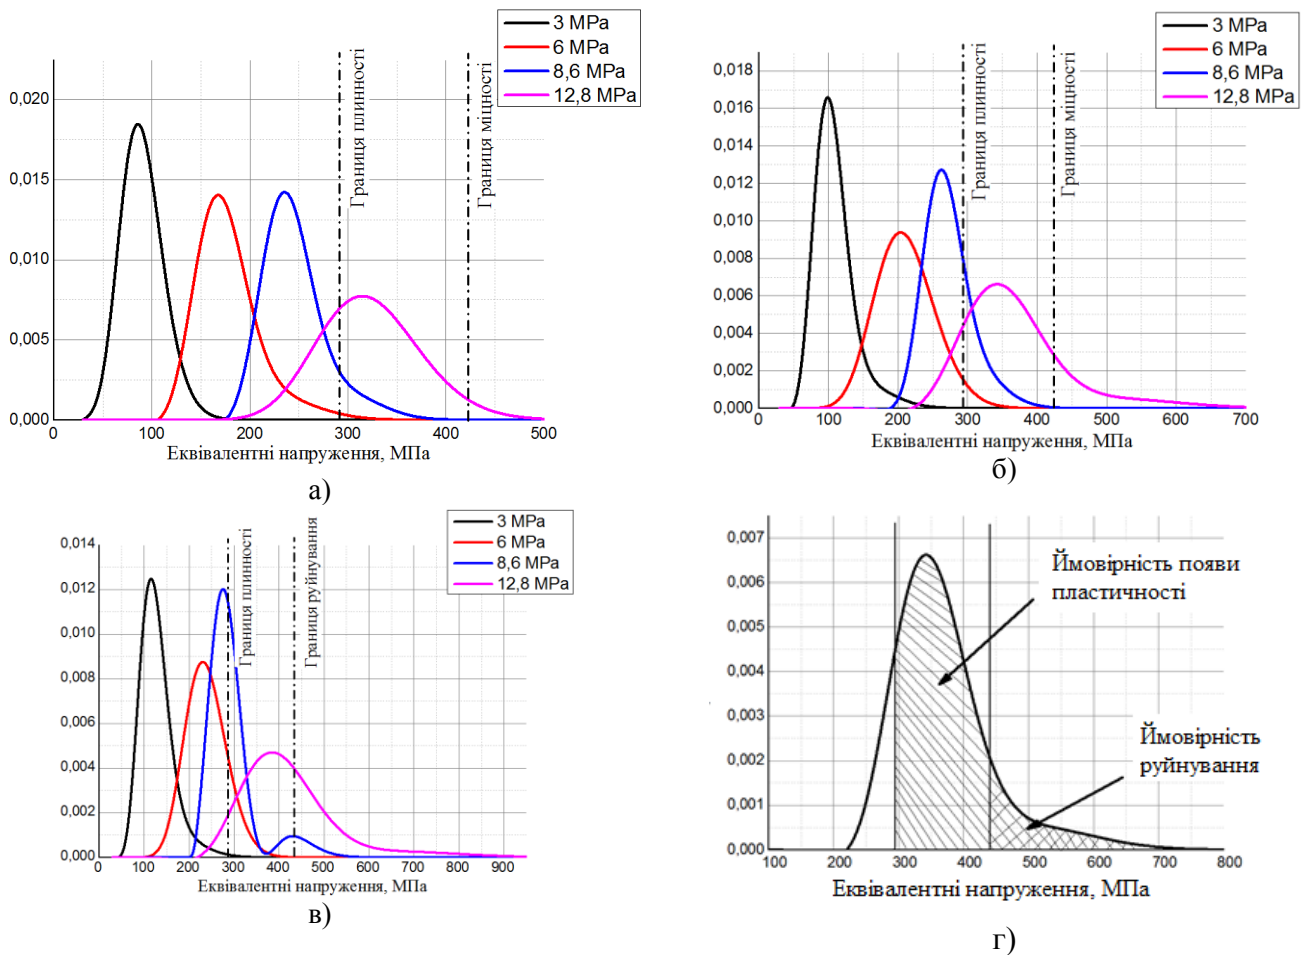 3 MPa
6 MPa
8,6 MPa
12,8 MPa
Границя плинності
Границя міцності
0,020
0,015
0,010
0,005
0,000
0 100 200 300 400 500
Еквівалентні напруження, МПа
а)
3 MPa
6 MPa
8,6 MPa
12,8 MPa
Границя плинності
Границя міцності
0,018
0,016
0,014
0,012
0,010
0,008
0,006
0,004
0,002
0,000
0 100 200 300 400 500 600 700
Еквівалентні напруження, МПа
б)
3 MPa
6 MPa
8,6 MPa
12,8 MPa
Границя плинності
Границя руйнування
0,014
0,012
0,010
0,008
0,006
0,004
0,002
0,000
0 100 200 300 400 500 600 700 800 900
Еквівалентні напруження, МПа
в)
0,007
0,006
0,005
0,004
0,003
0,002
0,001
0,000
Ймовірність появи
пластичності
Ймовірність
руйнування
100 200 300 400 500 600 700 800
Еквівалентні напруження, МПа
г)